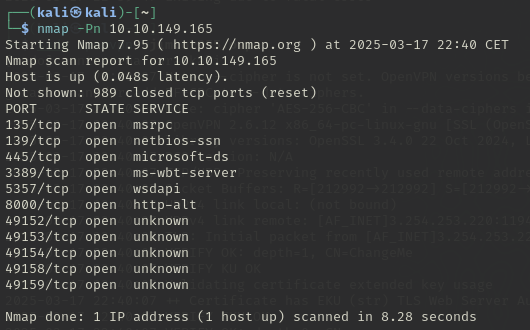 ┌──(kali㉿kali)-[~]
└─$ nmap -Pn 10.10.149.165
Starting Nmap 7.95 ( https://nmap.org ) at 2025-03-17 22:40 CET
Nmap scan report for 10.10.149.165
Host is up (0.048s latency).
Not shown: 989 closed tcp ports (reset)
PORT      STATE SERVICE
135/tcp   open  msrpc
139/tcp   open  netbios-ssn
445/tcp   open  microsoft-ds
3389/tcp  open  ms-wbt-server
5357/tcp  open  wsdapi
8000/tcp  open  http-alt
49152/tcp open  unknown
49153/tcp open  unknown
49154/tcp open  unknown
49158/tcp open  unknown
49159/tcp open  unknown
Nmap done: 1 IP address (1 host up) scanned in 8.28 seconds